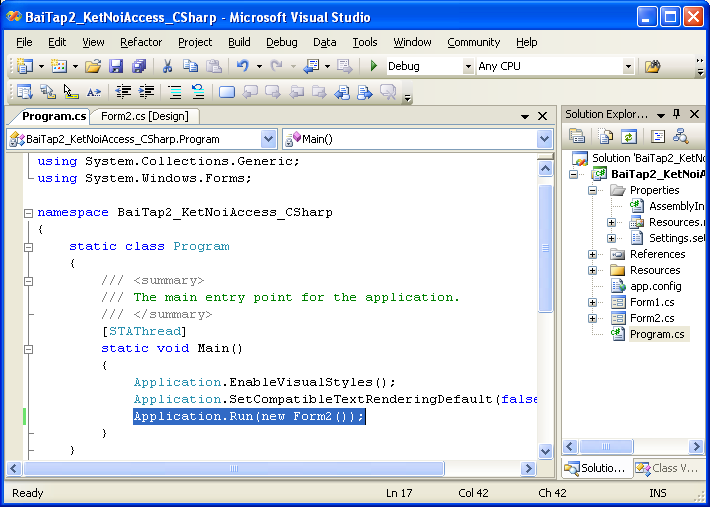 BaiTap2_KetNoiAccess_CSharp - Microsoft Visual Studio
File Edit View Refactor Project Build Debug Data Tools Window Community Help
Debug Any CPU
Program.cs Form2.cs [Design]
BaiTap2_KetNoiAccess_CSharp.Program Main()
using System.Collections.Generic;
using System.Windows.Forms;
namespace BaiTap2_KetNoiAccess_CSharp
{
static class Program
{
/// <summary>
/// The main entry point for the application.
/// </summary>
[STAThread]
static void Main()
{
Application.EnableVisualStyles();
Application.SetCompatibleTextRenderingDefault(false
Application.Run(new Form2());
}
}
Solution Explor...
Solution 'BaiTap2_KetNo
BaiTap2_KetNoiA
Properties
AssemblyIn
Resources.r
Settings.set
References
Resources
app.config
Form1.cs
Form2.cs
Program.cs
Solutio... Class V...
Ready Ln 17 Col 42 Ch 42 INS